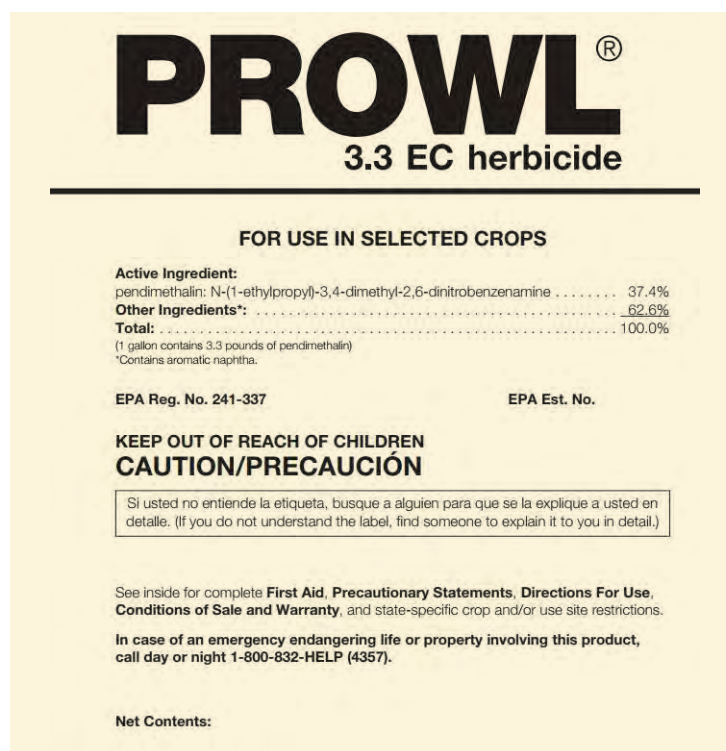 PROWL®
3.3 EC herbicide
FOR USE IN SELECTED CROPS
Active Ingredient:
pendimethalin: N-(1-ethylpropyl)-3,4-dimethyl-2,6-dinitrobenzenamine . . . . . . . . 37.4%
Other Ingredients*: . . . . . . . . . . . . . . . . . . . . . . . . . . . . . . . . . . . . . . . . . . . . . . 62.6%
Total: . . . . . . . . . . . . . . . . . . . . . . . . . . . . . . . . . . . . . . . . . . . . . . . . . . . . . . . . . . 100.0%
(1 gallon contains 3.3 pounds of pendimethalin)
*Contains aromatic naphtha.
EPA Reg. No. 241-337 EPA Est. No.
KEEP OUT OF REACH OF CHILDREN
CAUTION/PRECAUCIÓN
Si usted no entiende la etiqueta, busque a alguien para que se la explique a usted en
detalle. (If you do not understand the label, find someone to explain it to you in detail.)
See inside for complete First Aid, Precautionary Statements, Directions For Use,
Conditions of Sale and Warranty, and state-specific crop and/or use site restrictions.
In case of an emergency endangering life or property involving this product,
call day or night 1-800-832-HELP (4357).
Net Contents: